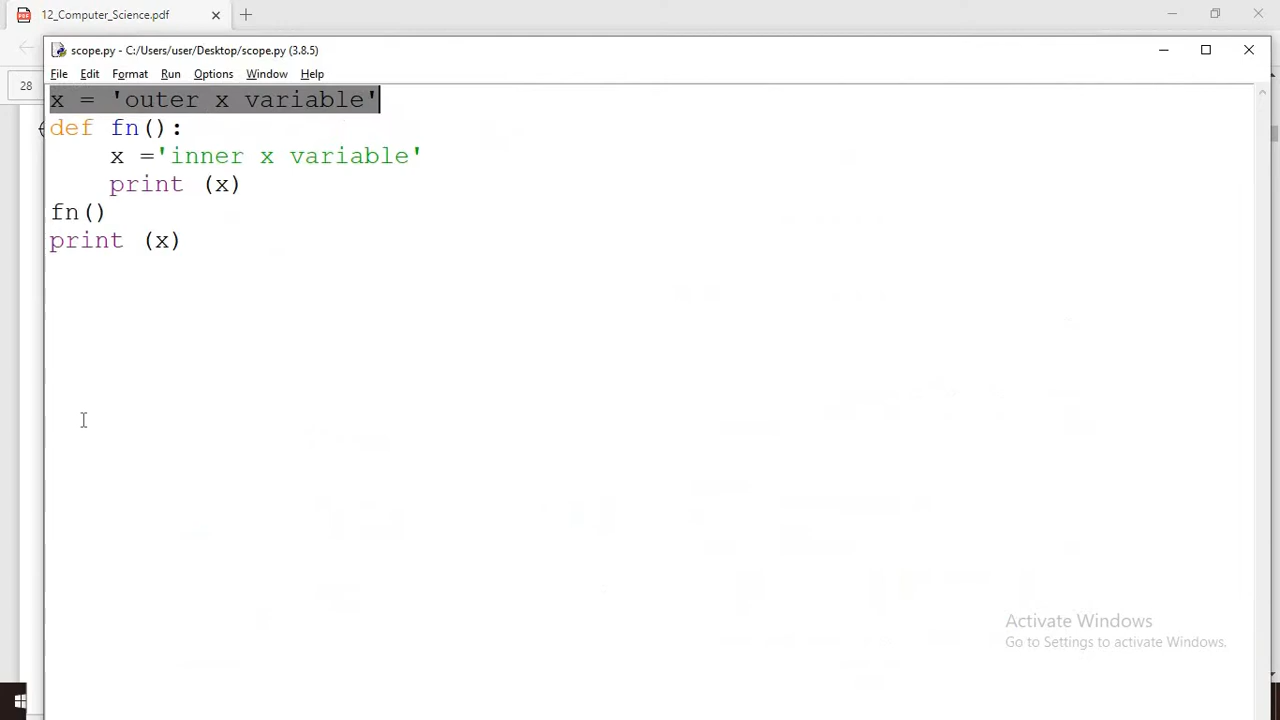 12_Computer_Science.pdf
scope.py - C:/Users/user/Desktop/scope.py (3.8.5)
File Edit Format Run Options Window Help
28
x = 'outer x variable'
def fn():
    x ='inner x variable'
    print (x)
fn()
print (x)
Activate Windows
Go to Settings to activate Windows.